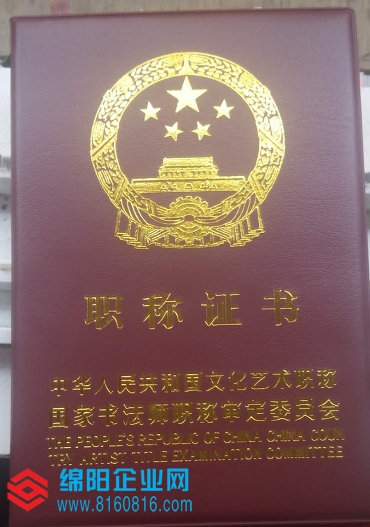 职称证书
中华人民共和国文化艺术职称
国家书法师职称审定委员会
THE PEOPLE'S REPUBLIC OF CHINA CHINA COUN
TRY ARTIST TITLE EXAMINATION COMMITTEE
绵阳企业网
www.8160816.com